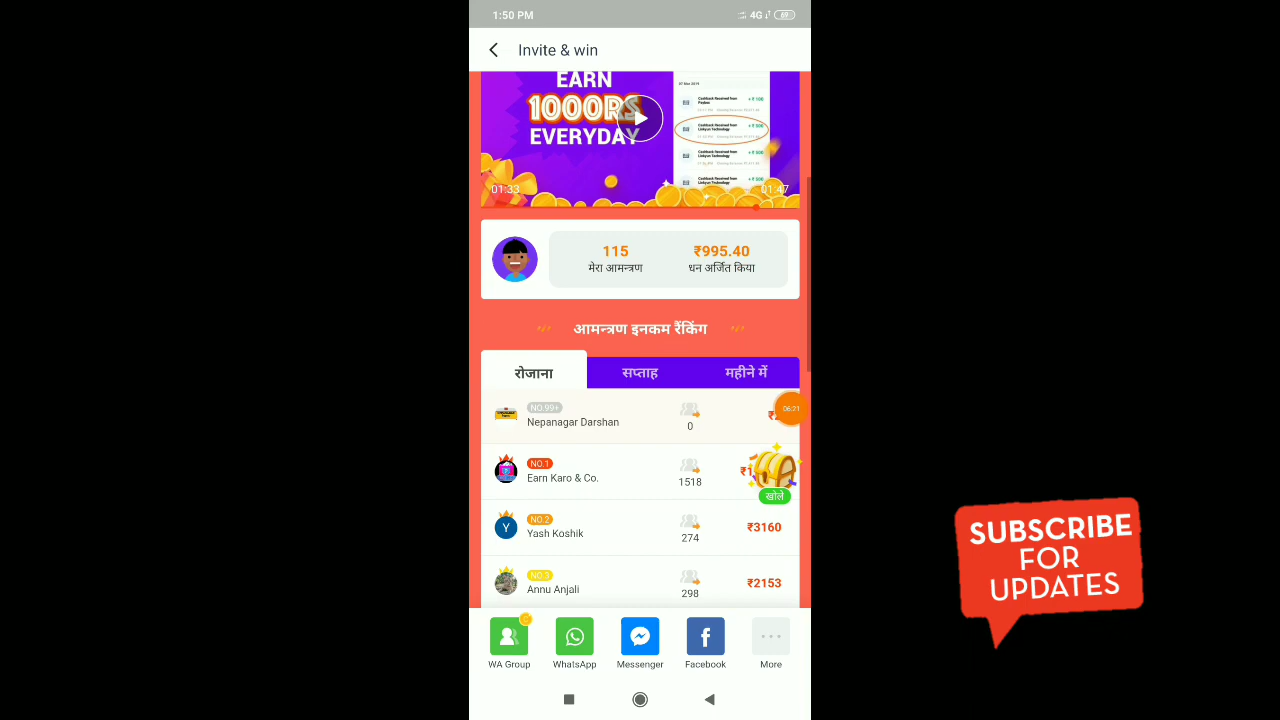 1:50 PM
4G
69
Invite & win
EARN
1000RS
EVERYDAY
01:33
01:47
115
₹995.40
मेरा आमन्त्रण
धन अर्जित किया
आमन्त्रण इनकम रैंकिंग
रोजाना
सप्ताह
महीने में
NO.99+
Nepanagar Darshan
0
06:21
NO.1
Earn Karo & Co.
1518
खोले
NO.2
Y
Yash Koshik
274
₹3160
NO.3
Annu Anjali
298
₹2153
WA Group
WhatsApp
Messenger
Facebook
More
SUBSCRIBE
FOR
UPDATES